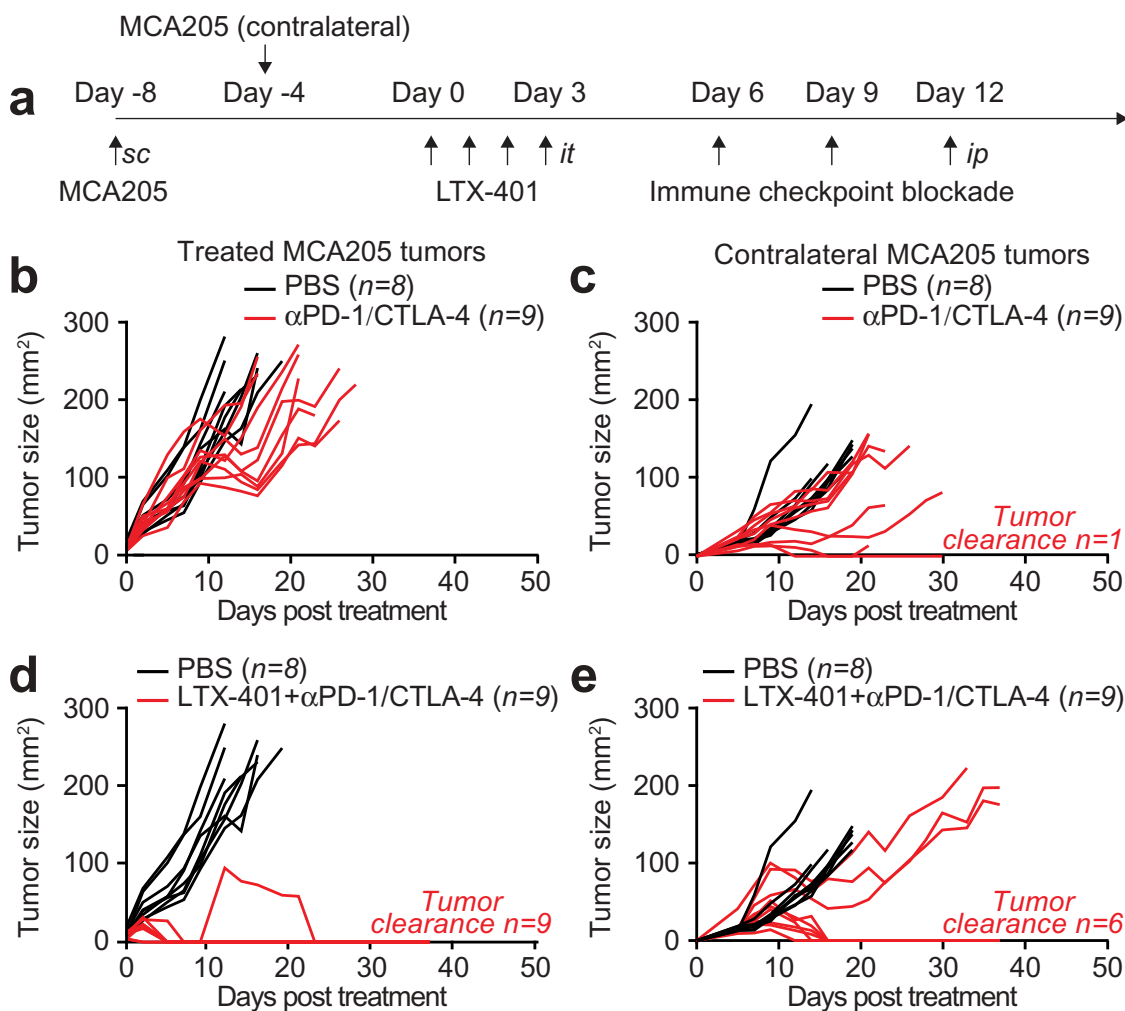 MCA205 (contralateral)
a
Day -8 Day -4 Day 0 Day 3 Day 6 Day 9 Day 12
sc it ip
MCA205 LTX-401 Immune checkpoint blockade
b
Treated MCA205 tumors
PBS (n=8)
αPD-1/CTLA-4 (n=9)
Tumor size (mm²)
300
200
100
0
0 10 20 30 40 50
Days post treatment
c
Contralateral MCA205 tumors
PBS (n=8)
αPD-1/CTLA-4 (n=9)
Tumor size (mm²)
300
200
100
0
Tumor
clearance n=1
0 10 20 30 40 50
Days post treatment
d
PBS (n=8)
LTX-401+αPD-1/CTLA-4 (n=9)
Tumor size (mm²)
300
200
100
0
Tumor
clearance n=9
0 10 20 30 40 50
Days post treatment
e
PBS (n=8)
LTX-401+αPD-1/CTLA-4 (n=9)
Tumor size (mm²)
300
200
100
0
Tumor
clearance n=6
0 10 20 30 40 50
Days post treatment